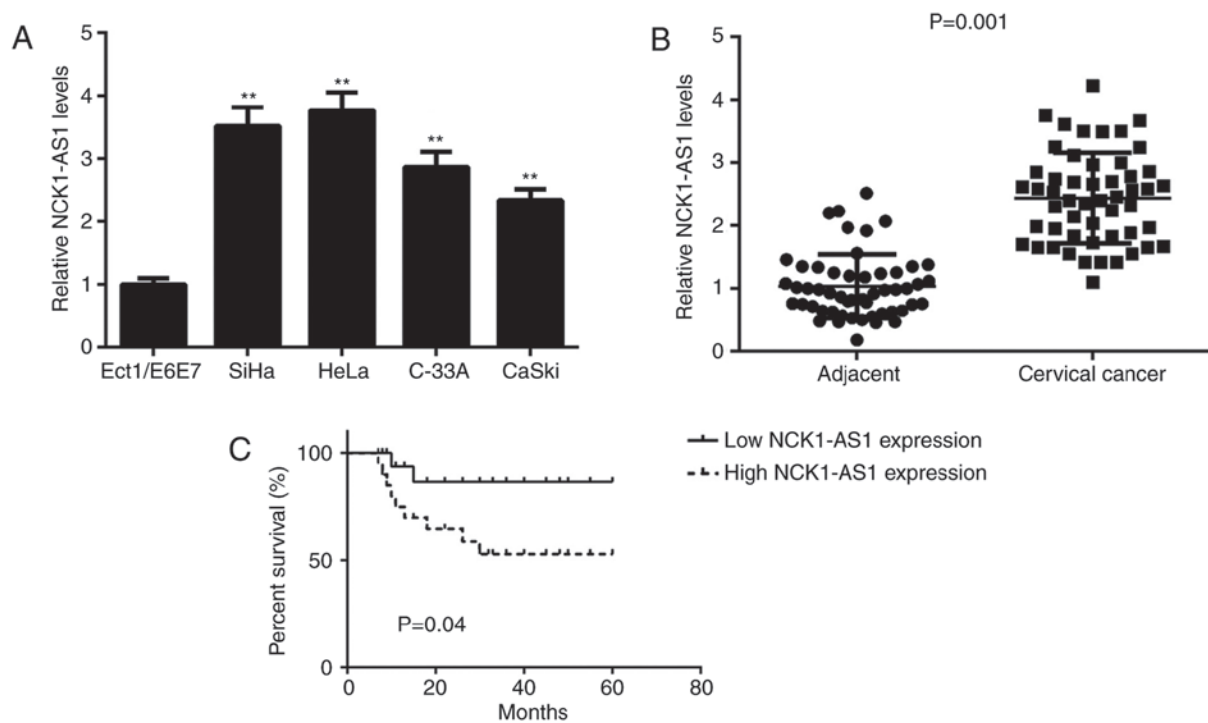 A
Relative NCK1-AS1 levels
5
4
3
2
1
0
**
**
**
**
Ect1/E6E7 SiHa HeLa C-33A CaSki
B
P=0.001
Relative NCK1-AS1 levels
5
4
3
2
1
0
Adjacent Cervical cancer
C
Percent survival (%)
100
50
0
P=0.04
0 20 40 60 80
Months
Low NCK1-AS1 expression
High NCK1-AS1 expression